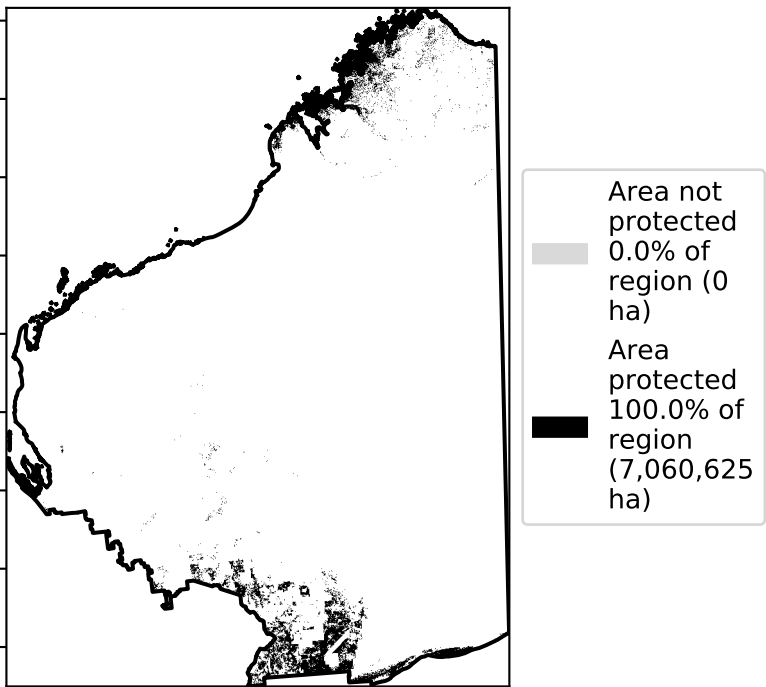 Area not
protected
0.0% of
region (0
ha)
Area
protected
100.0% of
region
(7,060,625
ha)